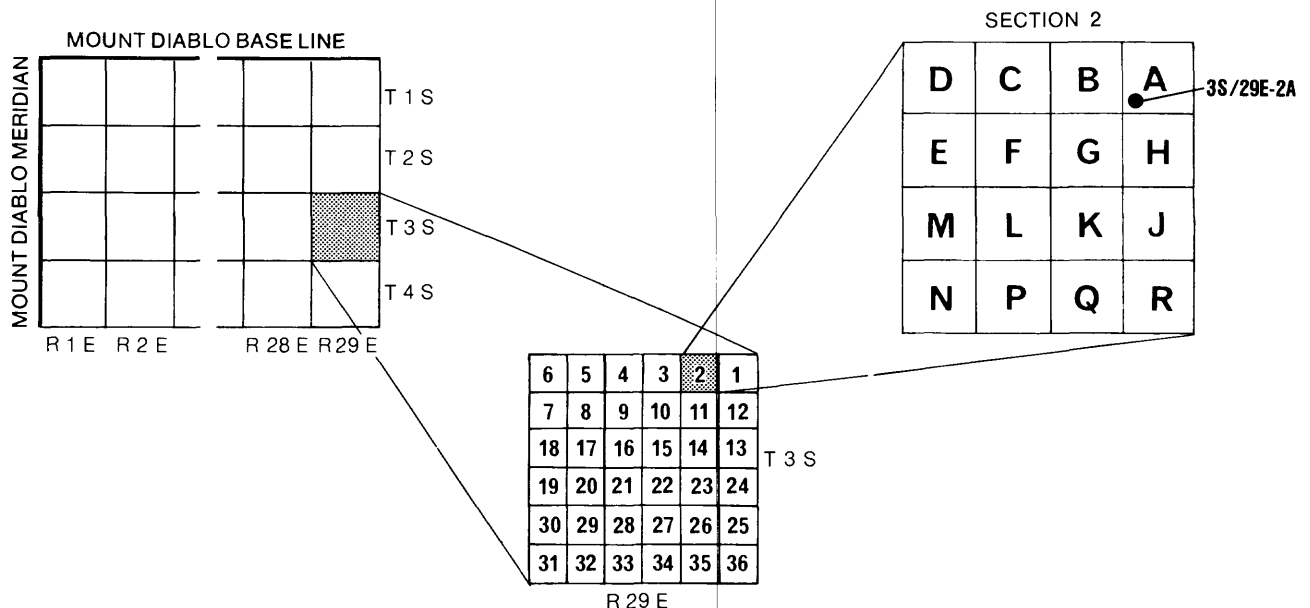 MOUNT DIABLO BASE LINE
MOUNT DIABLO MERIDIAN
T 1 S
T 2 S
T 3 S
T 4 S
R 1 E R 2 E R 28 E R 29 E
SECTION 2
D C B A
3S/29E-2A
E F G H
M L K J
N P Q R
6 5 4 3 2 1
7 8 9 10 11 12
18 17 16 15 14 13
T 3 S
19 20 21 22 23 24
30 29 28 27 26 25
31 32 33 34 35 36
R 29 E